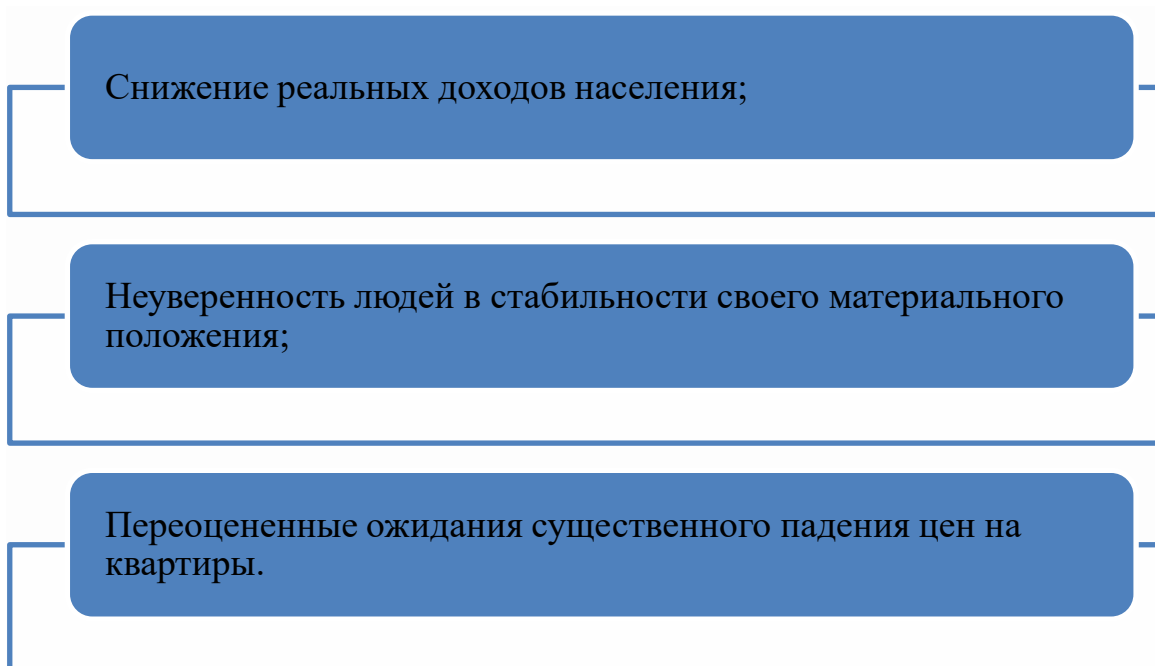 Снижение реальных доходов населения;
Неуверенность людей в стабильности своего материального
положения;
Переоцененные ожидания существенного падения цен на
квартиры.